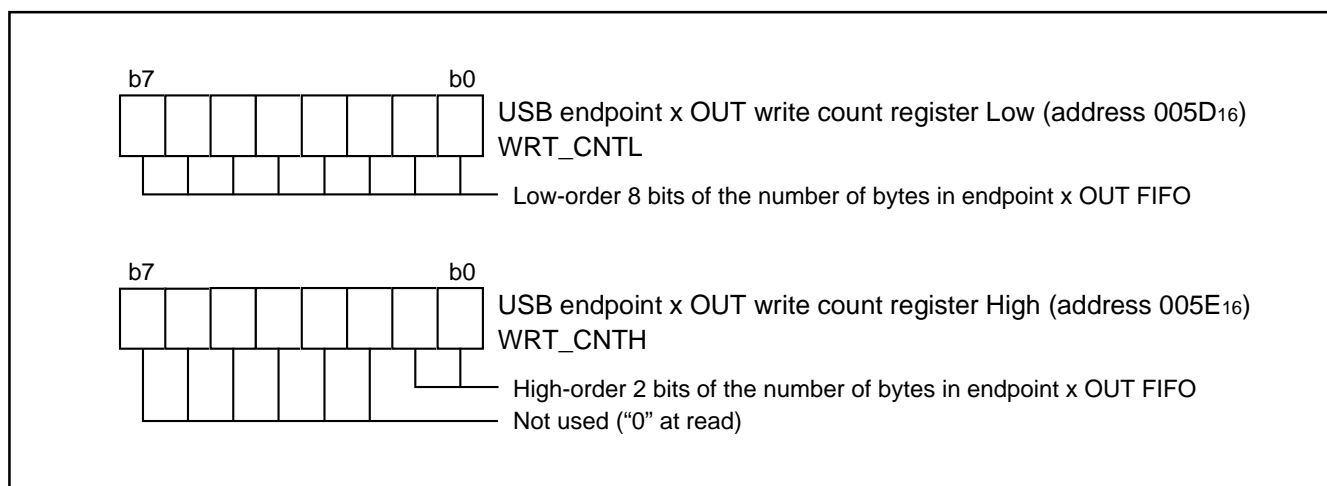 b7 b0
USB endpoint x OUT write count register Low (address 005D16)
WRT_CNTL
Low-order 8 bits of the number of bytes in endpoint x OUT FIFO
b7 b0
USB endpoint x OUT write count register High (address 005E16)
WRT_CNTH
High-order 2 bits of the number of bytes in endpoint x OUT FIFO
Not used (“0” at read)